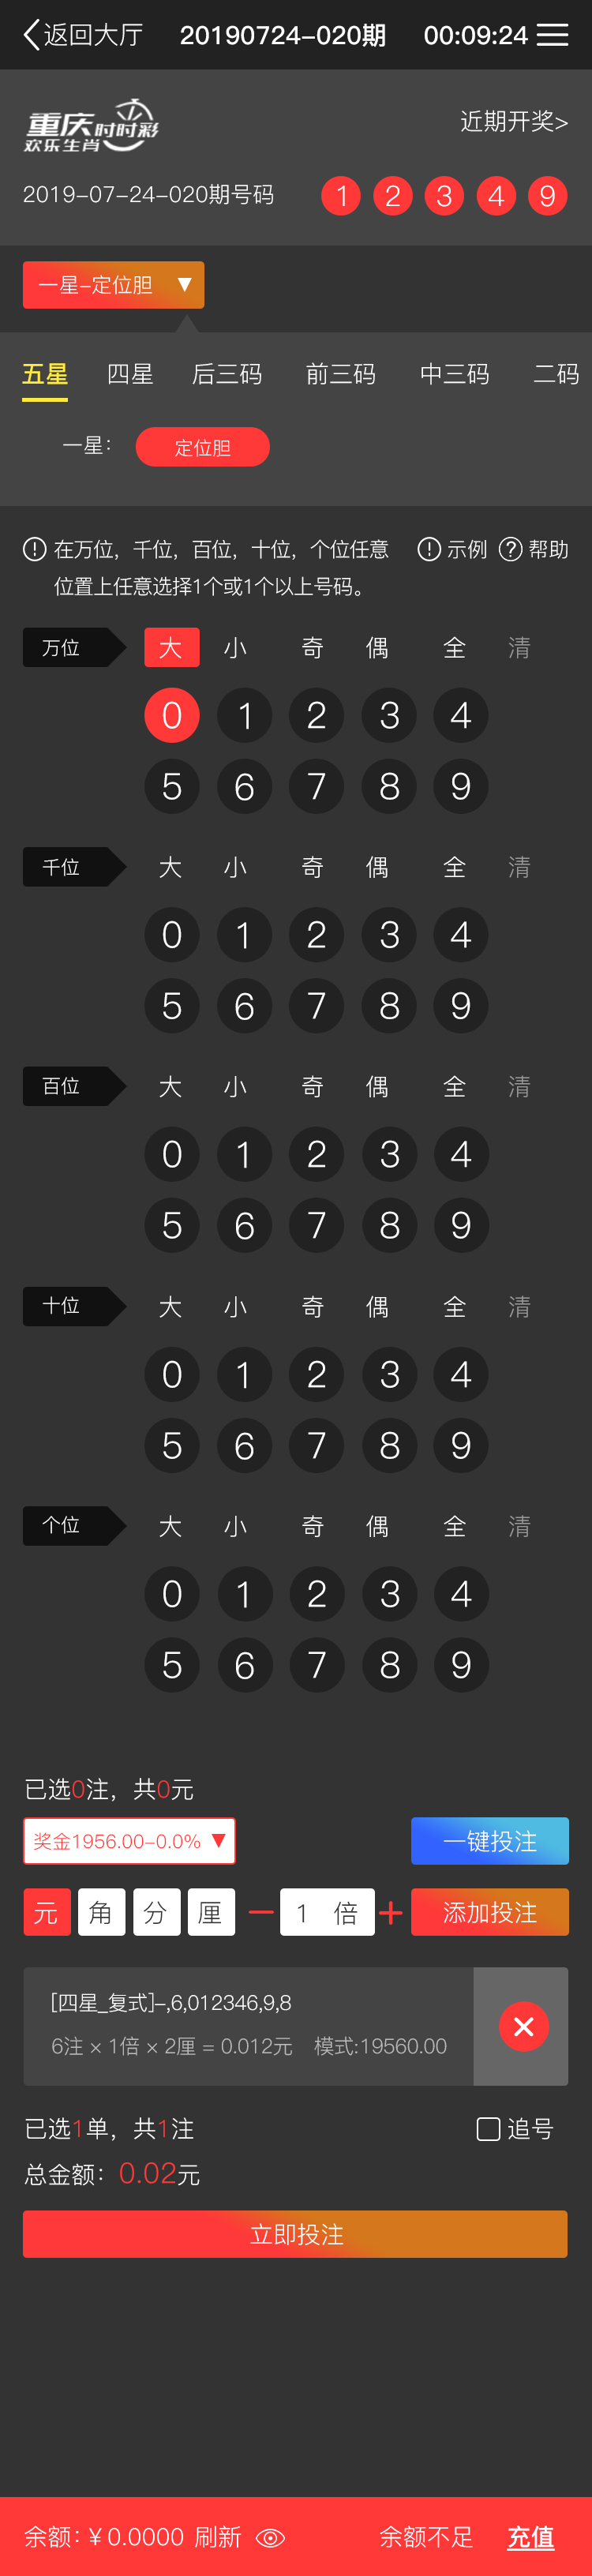 返回大厅 20190724-020期 00:09:24
重庆时时彩 近期开奖>
欢乐生肖
2019-07-24-020期号码 1 2 3 4 9
一星-定位胆 ▼
五星 四星 后三码 前三码 中三码 二码
一星： 定位胆
在万位，千位，百位，十位，个位任意 ! 示例 ? 帮助
位置上任意选择1个或1个以上号码。
万位 大 小 奇 偶 全 清
0 1 2 3 4
5 6 7 8 9
千位 大 小 奇 偶 全 清
0 1 2 3 4
5 6 7 8 9
百位 大 小 奇 偶 全 清
0 1 2 3 4
5 6 7 8 9
十位 大 小 奇 偶 全 清
0 1 2 3 4
5 6 7 8 9
个位 大 小 奇 偶 全 清
0 1 2 3 4
5 6 7 8 9
已选0注，共0元
奖金1956.00-0.0% ▼ 一键投注
元 角 分 厘 − 1 倍 + 添加投注
[四星_复式]-,6,012346,9,8
6注 × 1倍 × 2厘 = 0.012元 模式:19560.00
已选1单，共1注 追号
总金额：0.02元
立即投注
余额：¥ 0.0000 刷新 余额不足 充值